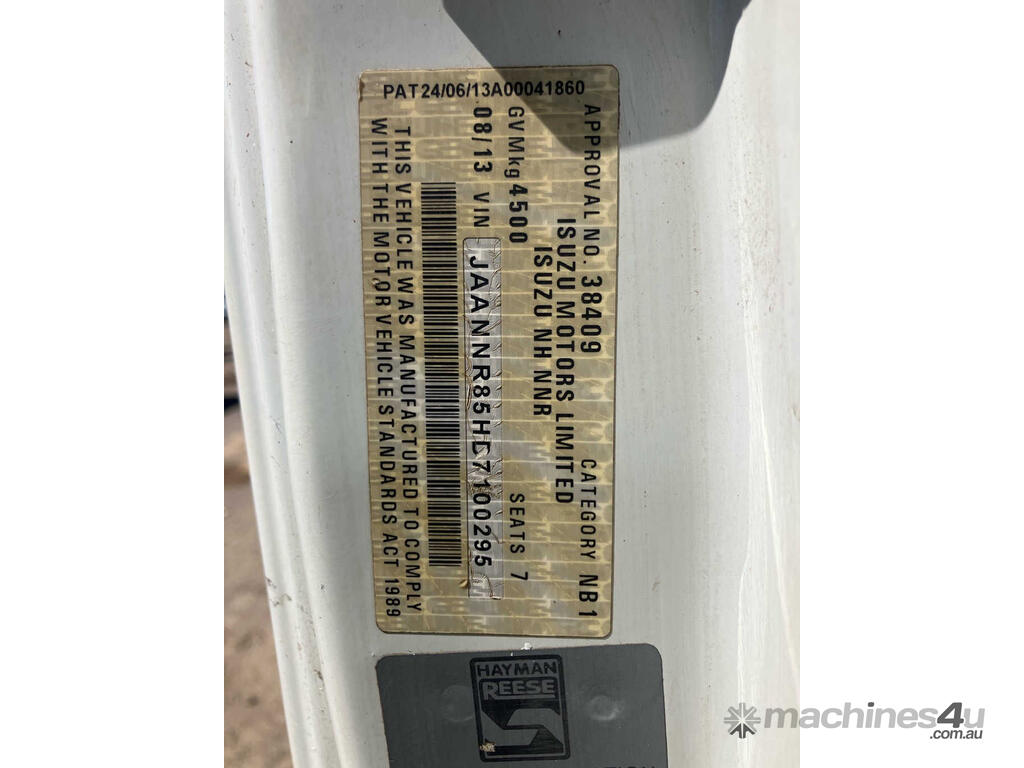 PAT24/06/13A00041860
APPROVAL NO. 38409 CATEGORY NB1
ISUZU MOTORS LIMITED
ISUZU NH NNR
GVMkg 4500 SEATS 7
08/13 VIN JAANNR85HD7100295
THIS VEHICLE WAS MANUFACTURED TO COMPLY
WITH THE MOTOR VEHICLE STANDARDS ACT 1989
HAYMAN
REESE
machines4u
.com.au